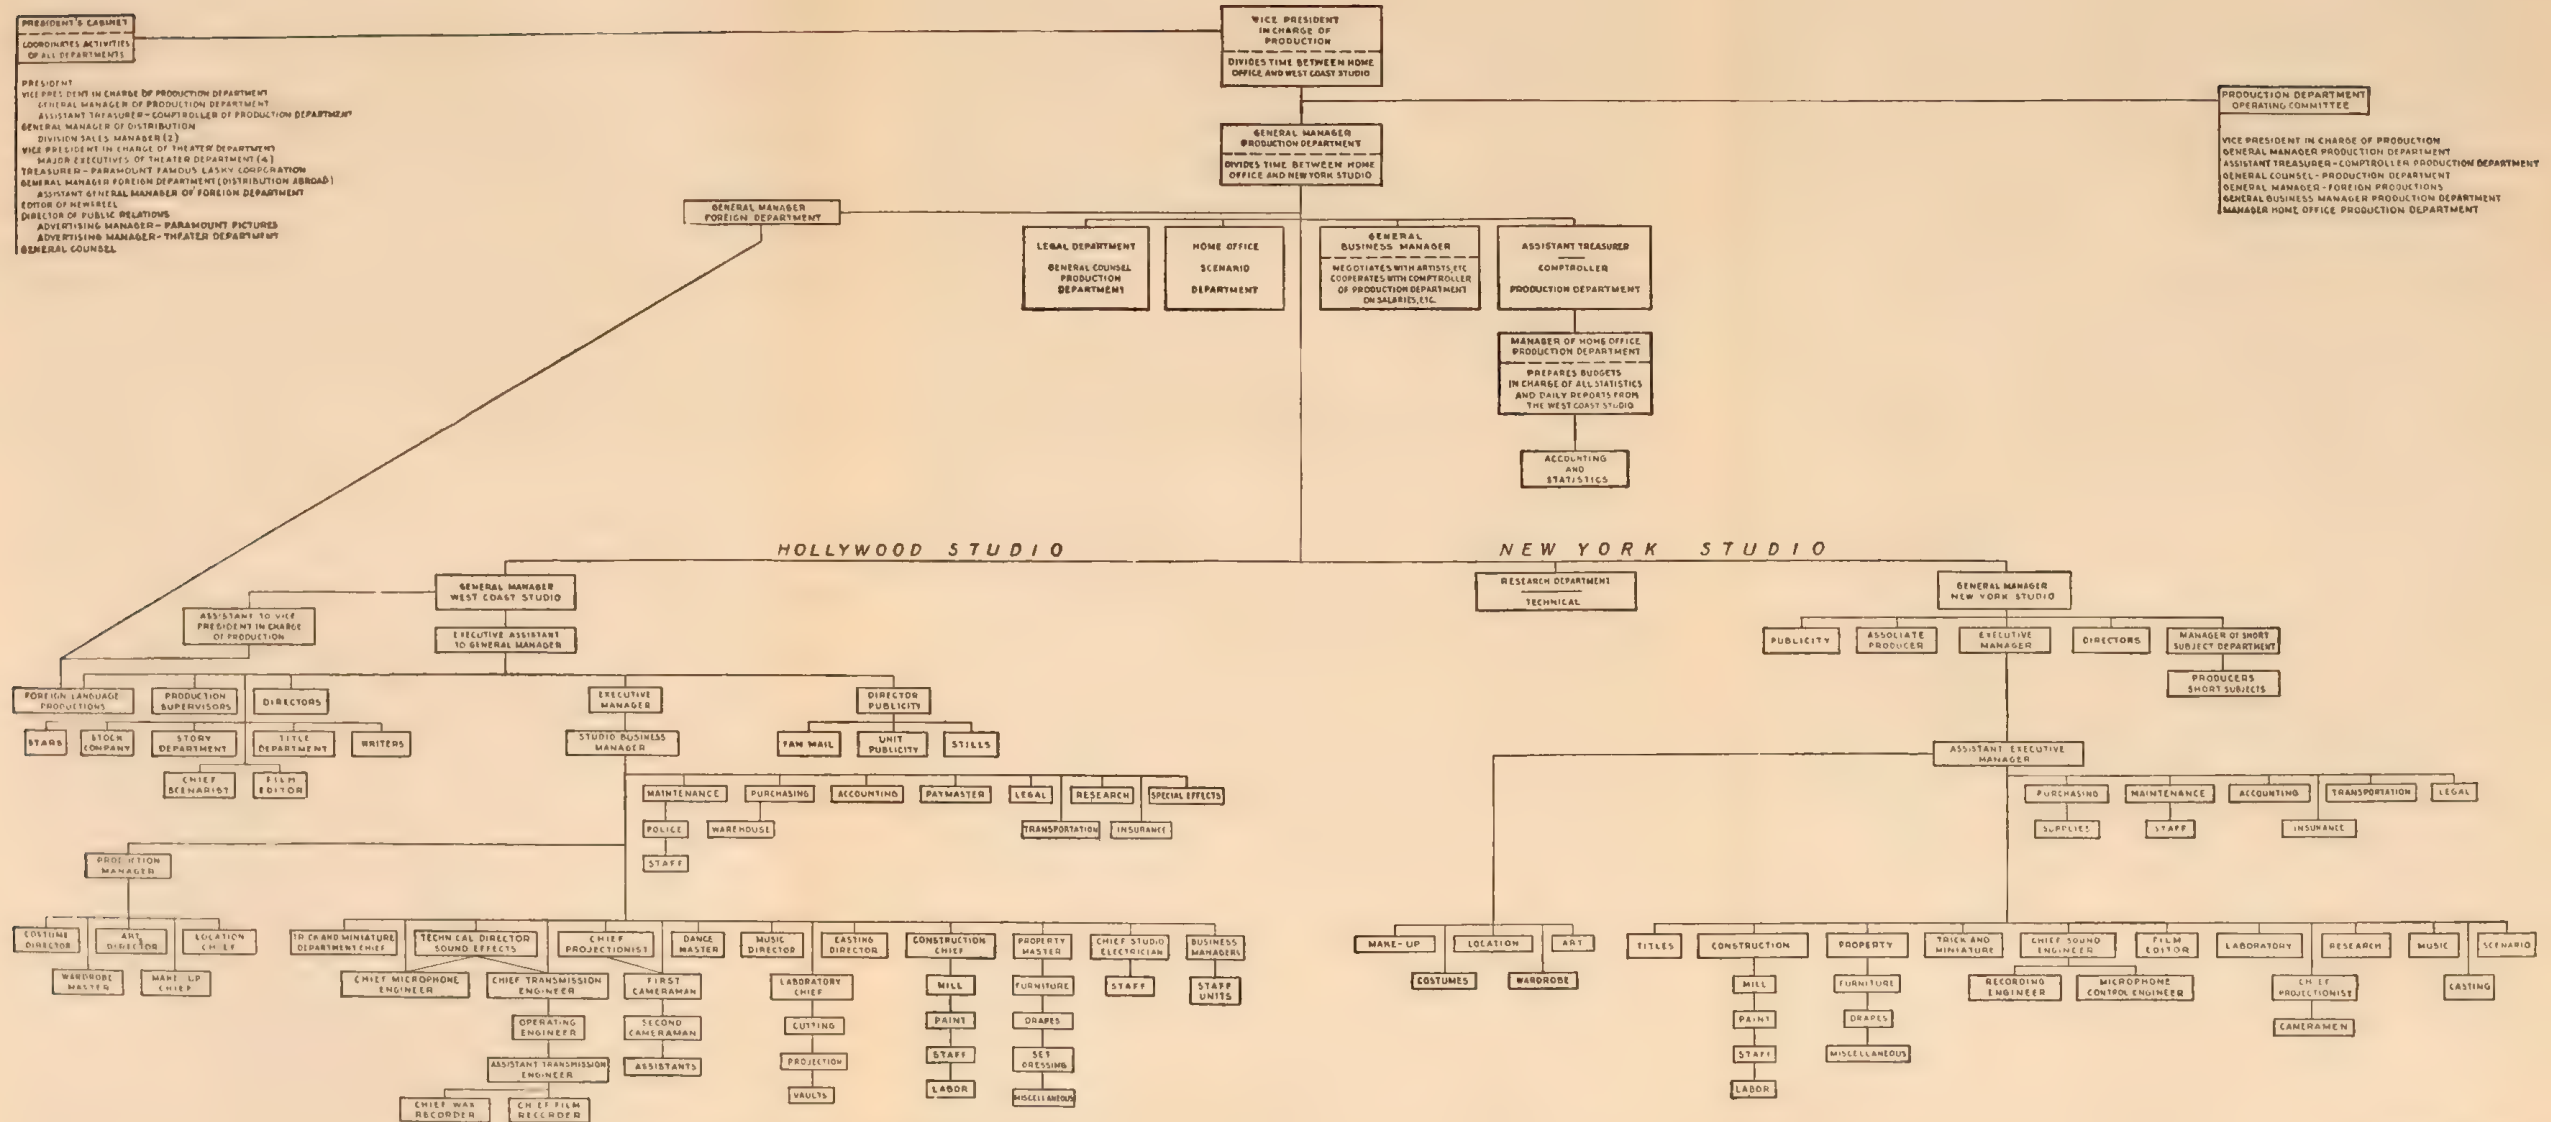 PRESIDENT'S CABINET
COORDINATES ACTIVITIES
OF ALL DEPARTMENTS
PRESIDENT
VICE PRESIDENT IN CHARGE OF PRODUCTION DEPARTMENT
GENERAL MANAGER OF PRODUCTION DEPARTMENT
ASSISTANT TREASURER-COMPTROLLER OF PRODUCTION DEPARTMENT
GENERAL MANAGER OF DISTRIBUTION
DIVISION SALES MANAGER (2)
VICE PRESIDENT IN CHARGE OF THEATER DEPARTMENT
MAJOR EXECUTIVES OF THEATER DEPARTMENT (4)
TREASURER-PARAMOUNT FAMOUS LASKY CORPORATION
GENERAL MANAGER FOREIGN DEPARTMENT (DISTRIBUTION ABROAD)
ASSISTANT GENERAL MANAGER OF FOREIGN DEPARTMENT
EDITOR OF NEWSREEL
DIRECTOR OF PUBLIC RELATIONS
ADVERTISING MANAGER-PARAMOUNT PICTURES
ADVERTISING MANAGER-THEATER DEPARTMENT
GENERAL COUNSEL
VICE PRESIDENT
IN CHARGE OF
PRODUCTION
DIVIDES TIME BETWEEN HOME
OFFICE AND WEST COAST STUDIO
PRODUCTION DEPARTMENT
OPERATING COMMITTEE
VICE PRESIDENT IN CHARGE OF PRODUCTION
GENERAL MANAGER PRODUCTION DEPARTMENT
ASSISTANT TREASURER-COMPTROLLER PRODUCTION DEPARTMENT
GENERAL COUNSEL-PRODUCTION DEPARTMENT
GENERAL MANAGER-FOREIGN PRODUCTIONS
GENERAL BUSINESS MANAGER PRODUCTION DEPARTMENT
MANAGER HOME OFFICE PRODUCTION DEPARTMENT
GENERAL MANAGER
PRODUCTION DEPARTMENT
DIVIDES TIME BETWEEN HOME
OFFICE AND NEW YORK STUDIO
GENERAL MANAGER
FOREIGN DEPARTMENT
LEGAL DEPARTMENT
GENERAL COUNSEL
PRODUCTION
DEPARTMENT
HOME OFFICE
SCENARIO
DEPARTMENT
GENERAL
BUSINESS MANAGER
NEGOTIATES WITH ARTISTS, ETC
COOPERATES WITH COMPTROLLER
OF PRODUCTION DEPARTMENT
ON SALARIES, ETC.
ASSISTANT TREASURER
COMPTROLLER
PRODUCTION DEPARTMENT
MANAGER OF HOME OFFICE
PRODUCTION DEPARTMENT
PREPARES BUDGETS
IN CHARGE OF ALL STATISTICS
AND DAILY REPORTS FROM
THE WEST COAST STUDIO
ACCOUNTING
AND
STATISTICS
HOLLYWOOD STUDIO
NEW YORK STUDIO
GENERAL MANAGER
WEST COAST STUDIO
ASSISTANT TO VICE
PRESIDENT IN CHARGE
OF PRODUCTION
EXECUTIVE ASSISTANT
TO GENERAL MANAGER
RESEARCH DEPARTMENT
TECHNICAL
GENERAL MANAGER
NEW YORK STUDIO
PUBLICITY
ASSOCIATE
PRODUCER
EXECUTIVE
MANAGER
DIRECTORS
MANAGER OF SHORT
SUBJECT DEPARTMENT
PRODUCERS
SHORT SUBJECTS
FOREIGN LANGUAGE
PRODUCTIONS
PRODUCTION
SUPERVISORS
DIRECTORS
EXECUTIVE
MANAGER
DIRECTOR
PUBLICITY
STARS
STOCK
COMPANY
STORY
DEPARTMENT
TITLE
DEPARTMENT
WRITERS
STUDIO BUSINESS
MANAGER
FAN MAIL
UNIT
PUBLICITY
STILLS
CHIEF
SCENARIST
FILM
EDITOR
ASSISTANT EXECUTIVE
MANAGER
MAINTENANCE
PURCHASING
ACCOUNTING
PAYMASTER
LEGAL
RESEARCH
SPECIAL EFFECTS
POLICE
WAREHOUSE
TRANSPORTATION
INSURANCE
STAFF
PURCHASING
MAINTENANCE
ACCOUNTING
TRANSPORTATION
LEGAL
SUPPLIES
STAFF
INSURANCE
PRODUCTION
MANAGER
COSTUME
DIRECTOR
ART
DIRECTOR
LOCATION
CHIEF
WARDROBE
MASTER
MAKE UP
CHIEF
TRICK AND MINIATURE
DEPARTMENT CHIEF
TECHNICAL DIRECTOR
SOUND EFFECTS
CHIEF
PROJECTIONIST
DANCE
MASTER
MUSIC
DIRECTOR
CASTING
DIRECTOR
CONSTRUCTION
CHIEF
PROPERTY
MASTER
CHIEF STUDIO
ELECTRICIAN
BUSINESS
MANAGERS
CHIEF MICROPHONE
ENGINEER
CHIEF TRANSMISSION
ENGINEER
FIRST
CAMERAMAN
LABORATORY
CHIEF
MILL
FURNITURE
STAFF
STAFF
UNITS
OPERATING
ENGINEER
SECOND
CAMERAMAN
CUTTING
PAINT
DRAPES
ASSISTANT TRANSMISSION
ENGINEER
ASSISTANTS
PROJECTION
STAFF
SET
DRESSING
CHIEF WAX
RECORDER
CHIEF FILM
RECORDER
VAULTS
LABOR
MISCELLANEOUS
MAKE-UP
LOCATION
ART
COSTUMES
WARDROBE
TITLES
CONSTRUCTION
PROPERTY
TRICK AND
MINIATURE
CHIEF SOUND
ENGINEER
FILM
EDITOR
LABORATORY
RESEARCH
MUSIC
SCENARIO
MILL
FURNITURE
RECORDING
ENGINEER
MICROPHONE
CONTROL ENGINEER
CHIEF
PROJECTIONIST
CASTING
PAINT
DRAPES
CAMERAMEN
STAFF
MISCELLANEOUS
LABOR